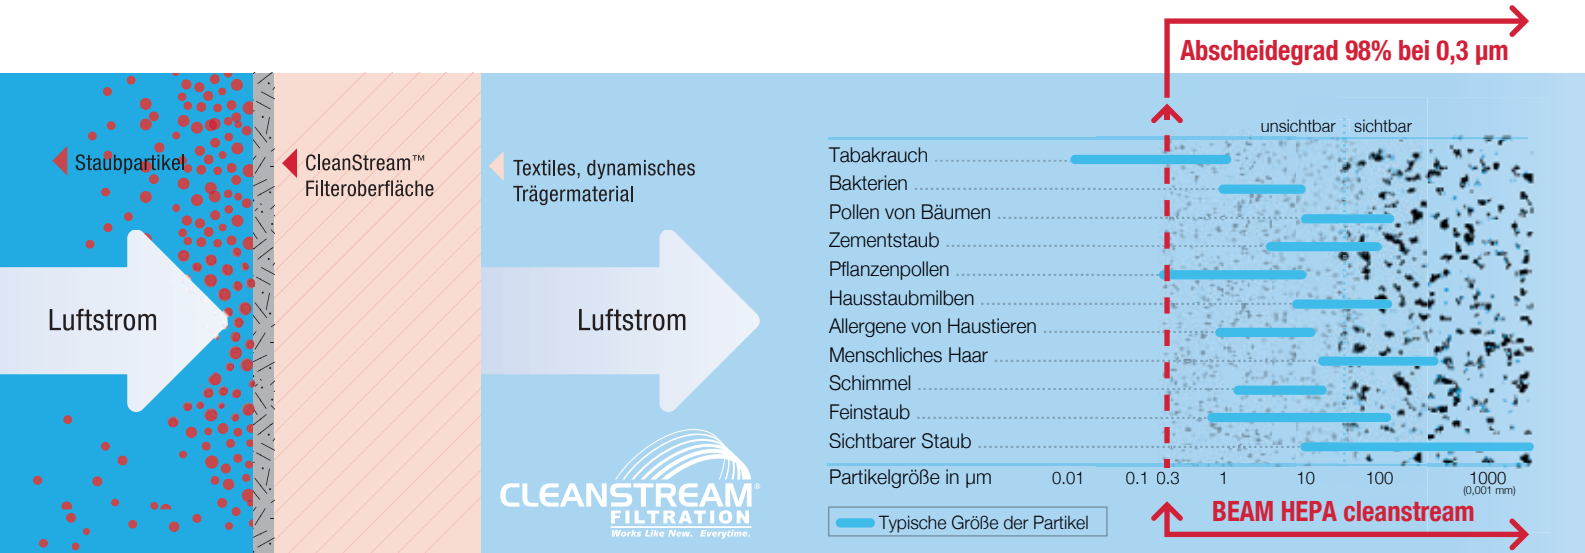 Abscheidegrad 98% bei 0,3 µm
Staubpartikel
CleanStream™
Filteroberfläche
Textiles, dynamisches
Trägermaterial
Luftstrom
Luftstrom
CLEANSTREAM®
FILTRATION
Works Like New. Everytime.
unsichtbar sichtbar
Tabakrauch
Bakterien
Pollen von Bäumen
Zementstaub
Pflanzenpollen
Hausstaubmilben
Allergene von Haustieren
Menschliches Haar
Schimmel
Feinstaub
Sichtbarer Staub
Partikelgröße in µm 0.01 0.1 0.3 1 10 100 1000
(0,001 mm)
Typische Größe der Partikel
BEAM HEPA cleanstream